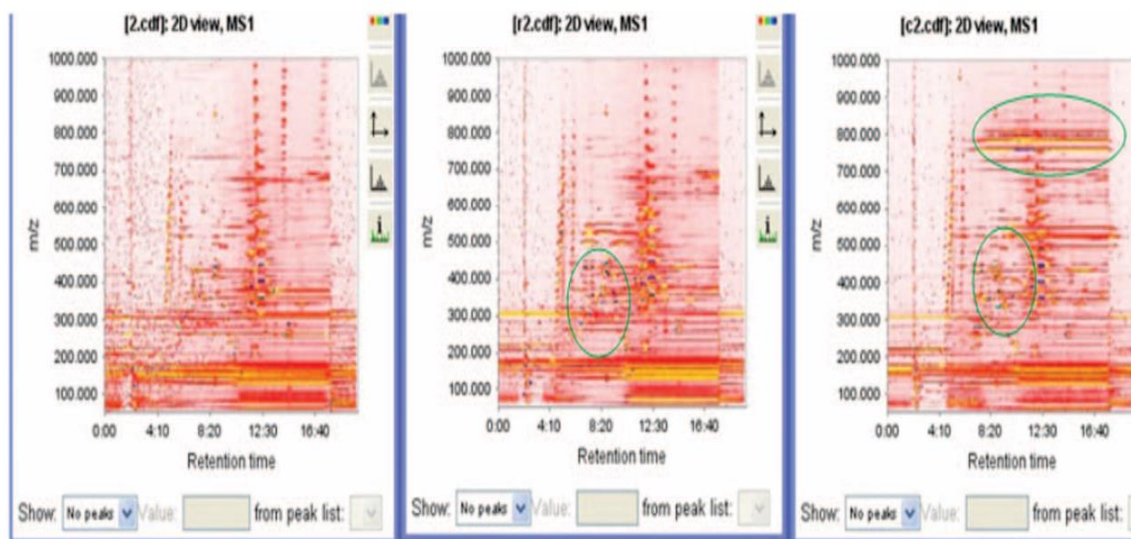 [2.cdf]: 2D view, MS1
1000.000
900.000
800.000
700.000
600.000
500.000
400.000
300.000
200.000
100.000
m/z
0:00 4:10 8:20 12:30 16:40
Retention time
Show: No peaks Value: from peak list:
[r2.cdf]: 2D view, MS1
1000.000
900.000
800.000
700.000
600.000
500.000
400.000
300.000
200.000
100.000
m/z
0:00 4:10 8:20 12:30 16:40
Retention time
Show: No peaks Value: from peak list:
[c2.cdf]: 2D view, MS1
1000.000
900.000
800.000
700.000
600.000
500.000
400.000
300.000
200.000
100.000
m/z
0:00 4:10 8:20 12:30 16:40
Retention time
Show: No peaks Value: from peak list:
i
i